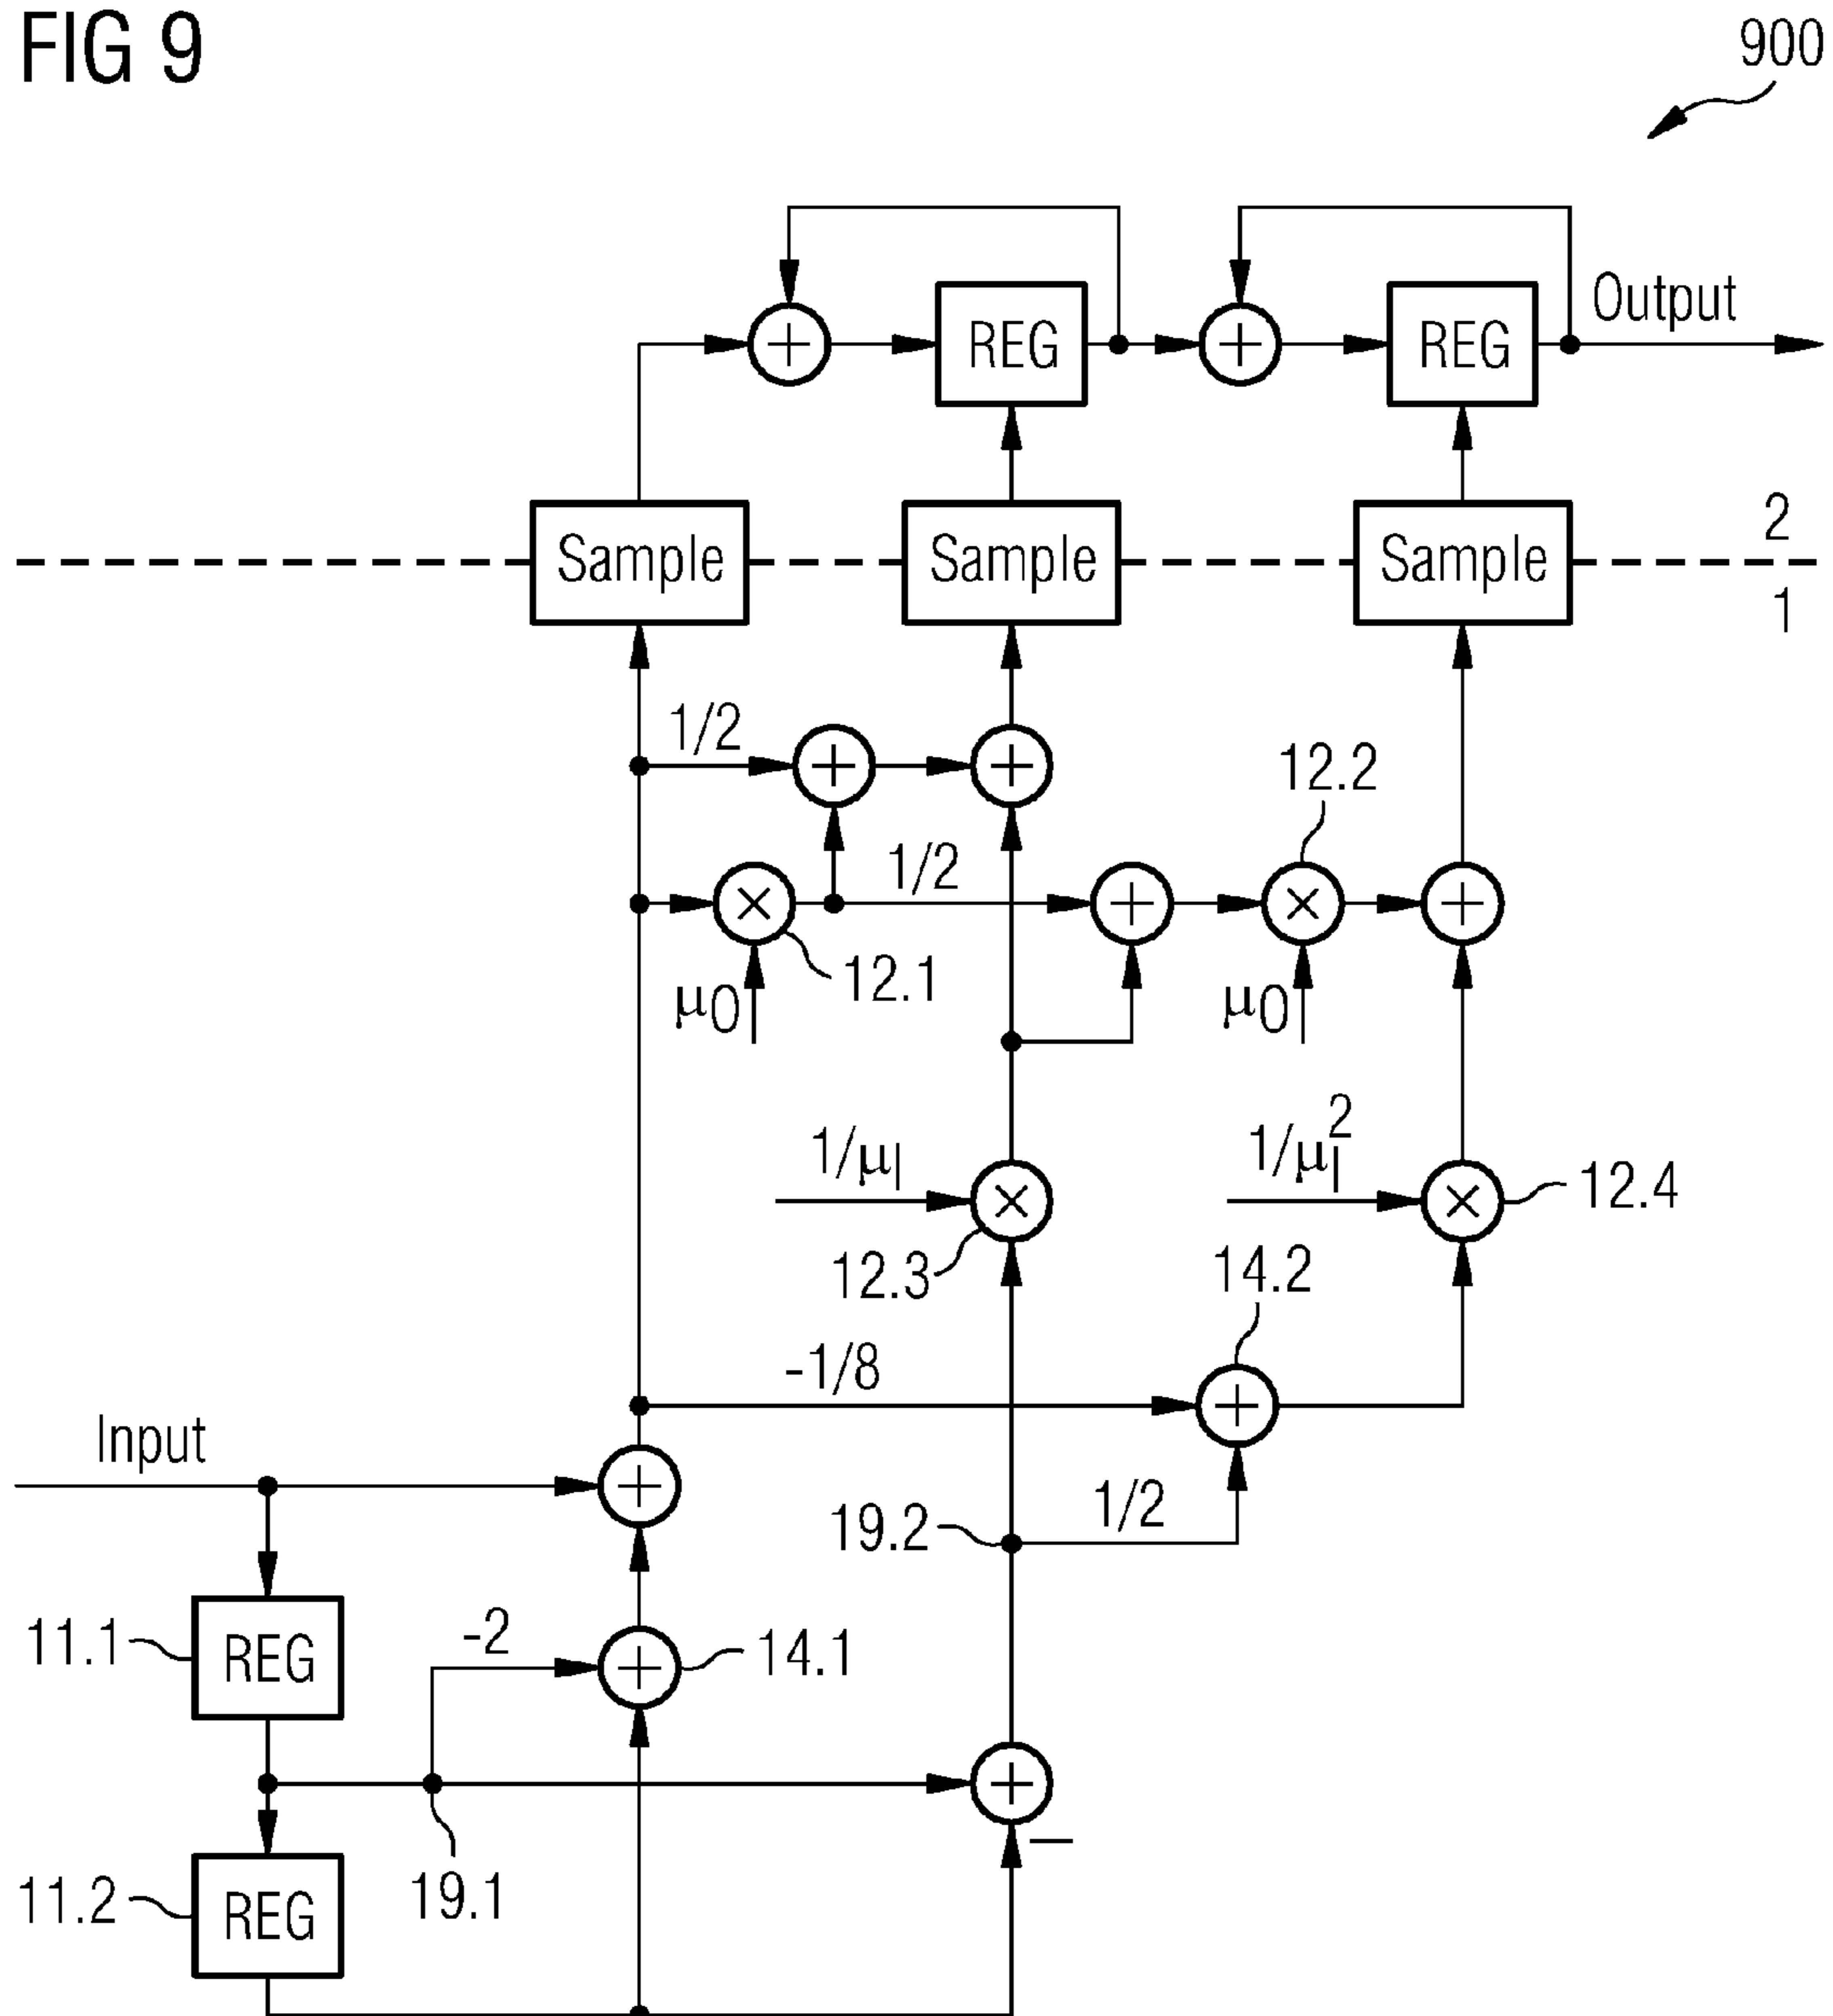 FIG 9
900
Output
REG
REG
Sample
Sample
Sample
2
1
+
+
1/2
+
+
12.2
1/2
×
+
×
+
12.1
μ0
μ0
1/μI
1/μI²
×
×
12.4
12.3
14.2
-1/8
+
Input
+
1/2
19.2
11.1
REG
-2
+
14.1
+
−
11.2
REG
19.1